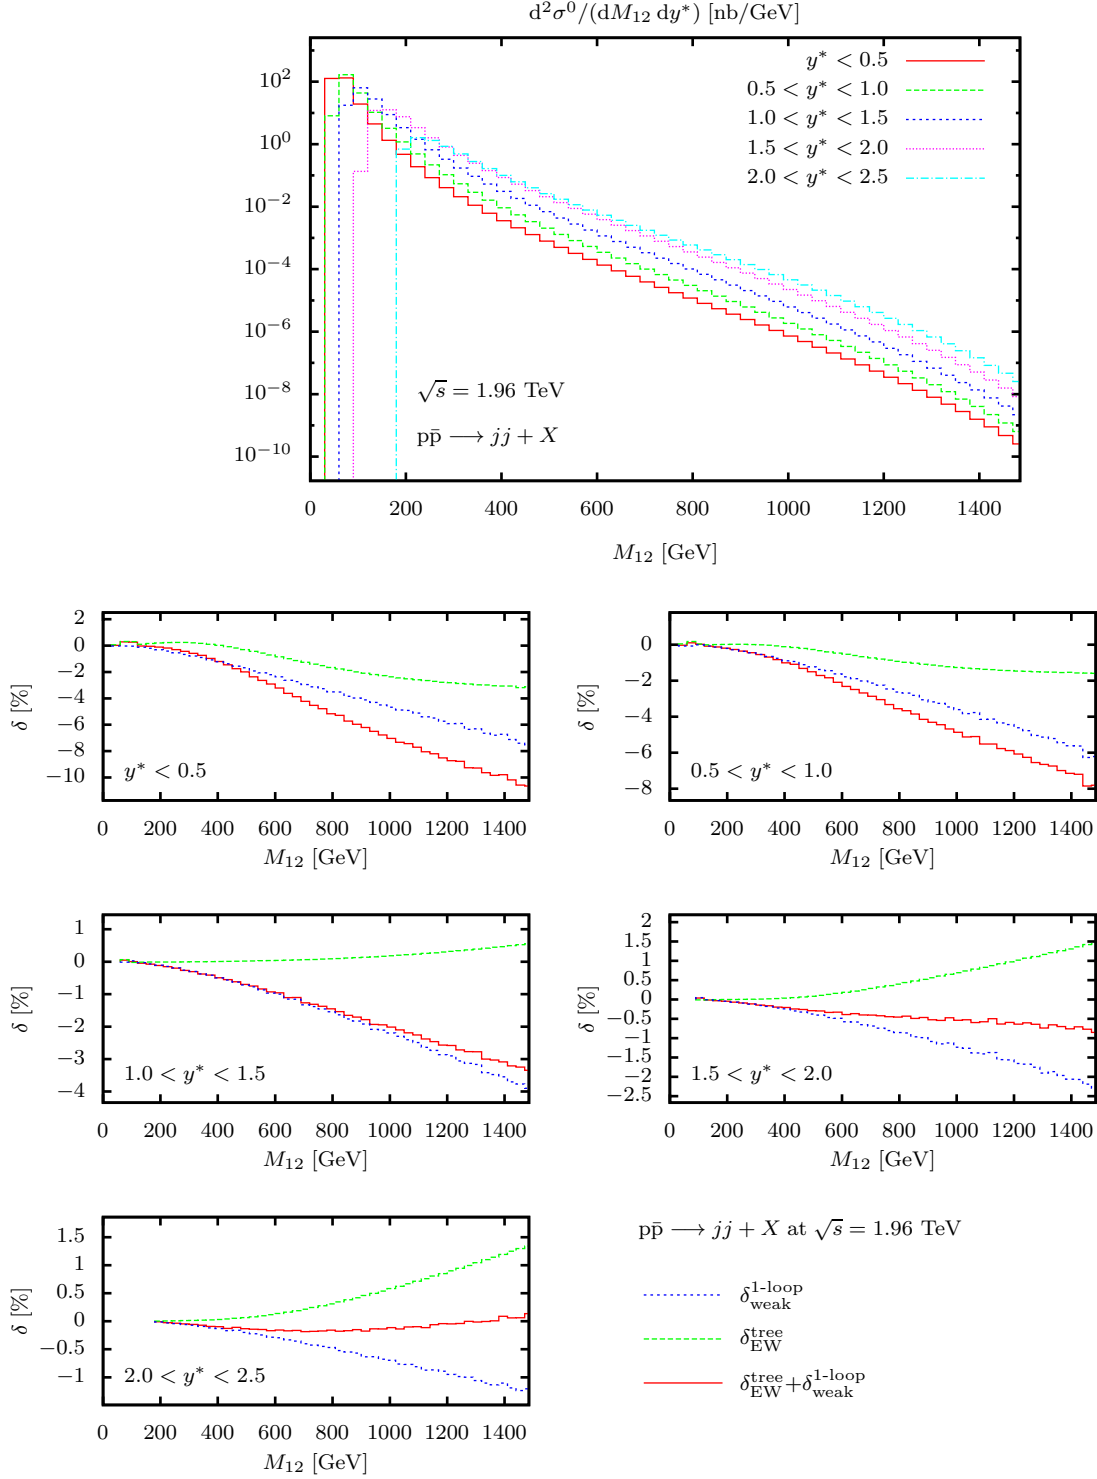 d²σ⁰/(dM₁₂ dy*) [nb/GeV]
10²
10⁰
10⁻²
10⁻⁴
10⁻⁶
10⁻⁸
10⁻¹⁰
y* < 0.5
0.5 < y* < 1.0
1.0 < y* < 1.5
1.5 < y* < 2.0
2.0 < y* < 2.5
√s = 1.96 TeV
pp̄ ⟶ jj + X
0 200 400 600 800 1000 1200 1400
M₁₂ [GeV]
δ [%]
2
0
−2
−4
−6
−8
−10
y* < 0.5
0 200 400 600 800 1000 1200 1400
M₁₂ [GeV]
δ [%]
0
−2
−4
−6
−8
0.5 < y* < 1.0
0 200 400 600 800 1000 1200 1400
M₁₂ [GeV]
δ [%]
1
0
−1
−2
−3
−4
1.0 < y* < 1.5
0 200 400 600 800 1000 1200 1400
M₁₂ [GeV]
δ [%]
2
1.5
1
0.5
0
−0.5
−1
−1.5
−2
−2.5
1.5 < y* < 2.0
0 200 400 600 800 1000 1200 1400
M₁₂ [GeV]
δ [%]
1.5
1
0.5
0
−0.5
−1
2.0 < y* < 2.5
0 200 400 600 800 1000 1200 1400
M₁₂ [GeV]
pp̄ ⟶ jj + X at √s = 1.96 TeV
δ^{1-loop}_{weak}
δ^{tree}_{EW}
δ^{tree}_{EW}+δ^{1-loop}_{weak}